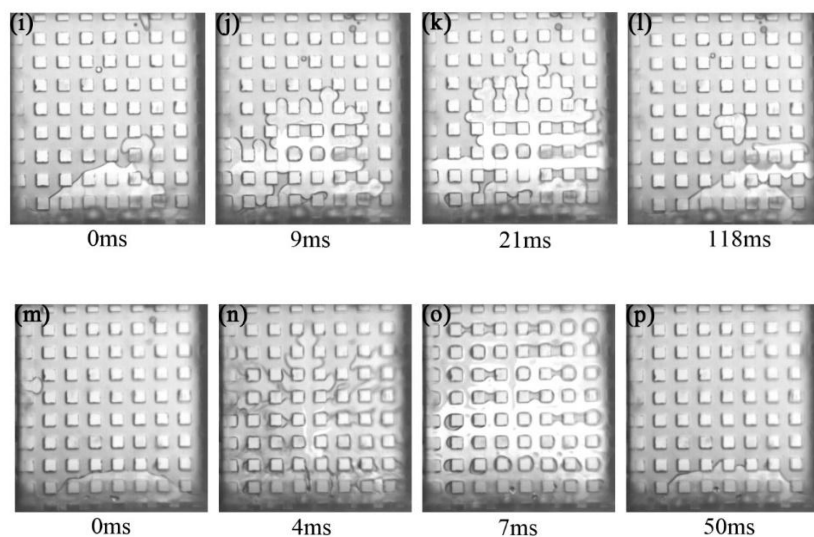 (i) (j) (k) (l)
0ms 9ms 21ms 118ms
(m) (n) (o) (p)
0ms 4ms 7ms 50ms